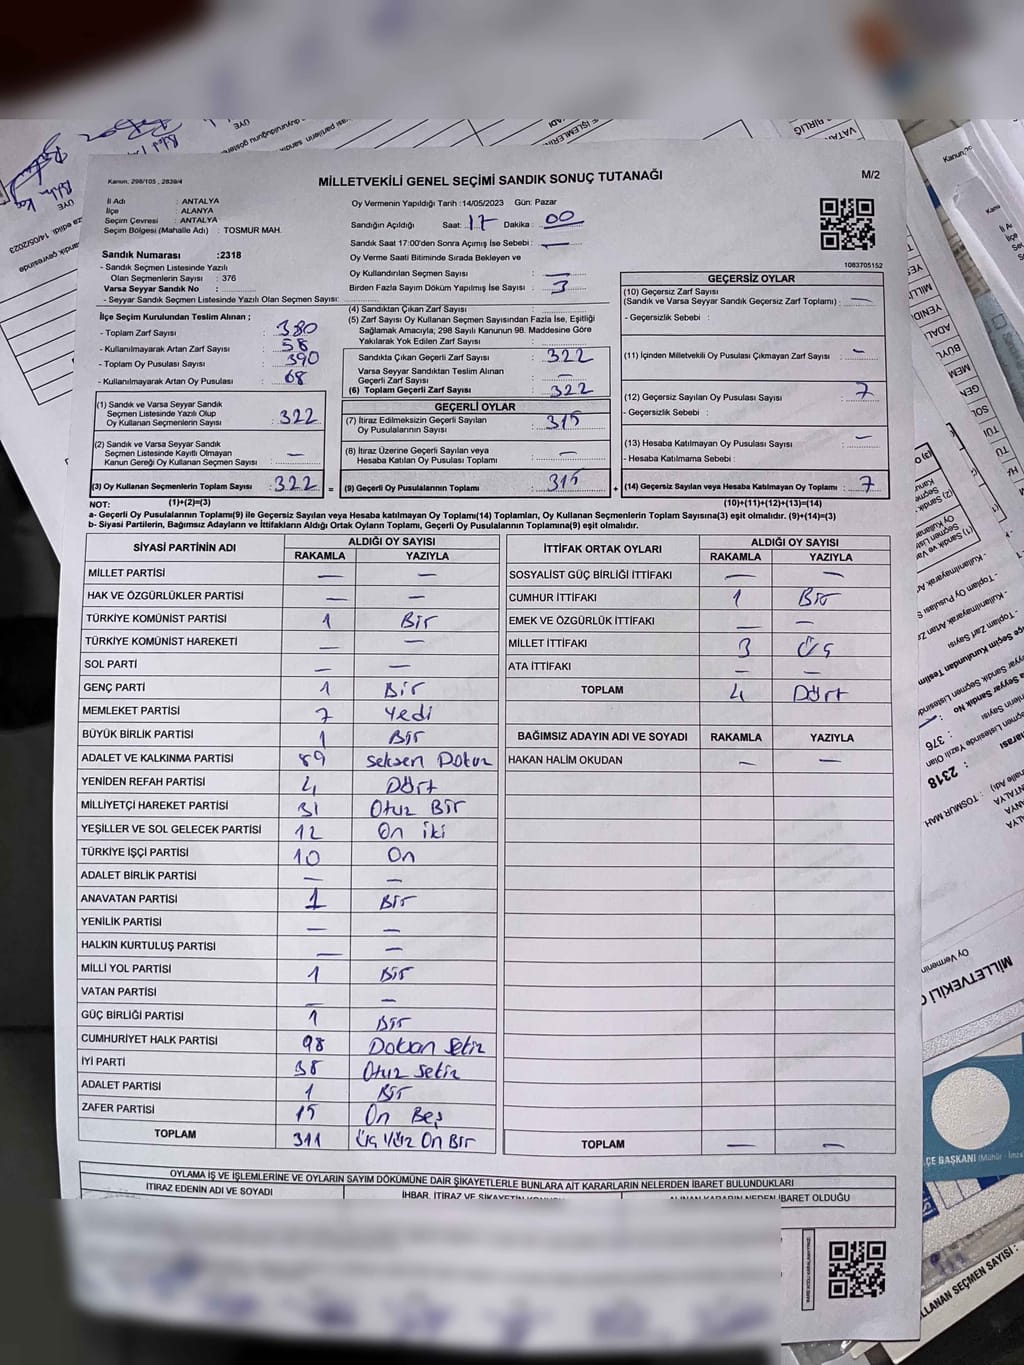 Kanun, 298/105 , 2839/4
MİLLETVEKİLİ GENEL SEÇİMİ SANDIK SONUÇ TUTANAĞI
M/2
İl Adı : ANTALYA
İlçe : ALANYA
Seçim Çevresi : ANTALYA
Seçim Bölgesi (Mahalle Adı) : TOSMUR MAH.
Oy Vermenin Yapıldığı Tarih :14/05/2023 Gün: Pazar
Sandığın Açıldığı Saat: 17 Dakika : 00
Sandık Saat 17:00'den Sonra Açımış İse Sebebi : —
Oy Verme Saati Bitiminde Sırada Bekleyen ve
Oy Kullandırılan Seçmen Sayısı : —
Birden Fazla Sayım Döküm Yapılmış İse Sayısı : 3
1083705152
Sandık Numarası :2318
- Sandık Seçmen Listesinde Yazılı
Olan Seçmenlerin Sayısı : 376
Varsa Seyyar Sandık No :
- Seyyar Sandık Seçmen Listesinde Yazılı Olan Seçmen Sayısı:
İlçe Seçim Kurulundan Teslim Alınan ;
- Toplam Zarf Sayısı : 380
- Kullanılmayarak Artan Zarf Sayısı : 58
- Toplam Oy Pusulası Sayısı : 390
- Kullanılmayarak Artan Oy Pusulası : 68
(1) Sandık ve Varsa Seyyar Sandık
Seçmen Listesinde Yazılı Olup
Oy Kullanan Seçmenlerin Sayısı : 322
(2) Sandık ve Varsa Seyyar Sandık
Seçmen Listesinde Kayıtlı Olmayan
Kanun Gereği Oy Kullanan Seçmen Sayısı : —
(3) Oy Kullanan Seçmenlerin Toplam Sayısı : 322 =
(4) Sandıktan Çıkan Zarf Sayısı :
(5) Zarf Sayısı Oy Kullanan Seçmen Sayısından Fazla İse, Eşitliği
Sağlamak Amacıyla; 298 Sayılı Kanunun 98. Maddesine Göre
Yakılarak Yok Edilen Zarf Sayısı :
Sandıkta Çıkan Geçerli Zarf Sayısı : 322
Varsa Seyyar Sandıktan Teslim Alınan
Geçerli Zarf Sayısı : —
(6) Toplam Geçerli Zarf Sayısı : 322
GEÇERLİ OYLAR
(7) İtiraz Edilmeksizin Geçerli Sayılan
Oy Pusulalarının Sayısı : 315
(8) İtiraz Üzerine Geçerli Sayılan veya
Hesaba Katılan Oy Pusulası Toplamı : —
(9) Geçerli Oy Pusulalarının Toplamı : 315 +
GEÇERSİZ OYLAR
(10) Geçersiz Zarf Sayısı
(Sandık ve Varsa Seyyar Sandık Geçersiz Zarf Toplamı) : —
- Geçersizlik Sebebi :
(11) İçinden Milletvekili Oy Pusulası Çıkmayan Zarf Sayısı : —
(12) Geçersiz Sayılan Oy Pusulası Sayısı : 7
- Geçersizlik Sebebi :
(13) Hesaba Katılmayan Oy Pusulası Sayısı : —
- Hesaba Katılmama Sebebi :
(14) Geçersiz Sayılan veya Hesaba Katılmayan Oy Toplamı : 7
NOT: (1)+(2)=(3) (10)+(11)+(12)+(13)=(14)
a- Geçerli Oy Pusulalarının Toplamı(9) ile Geçersiz Sayılan veya Hesaba Katılmayan Oy Toplamı(14) Toplamları, Oy Kullanan Seçmenlerin Toplam Sayısına(3) eşit olmalıdır. (9)+(14)=(3)
b- Siyasi Partilerin, Bağımsız Adayların ve İttifakların Aldığı Ortak Oyların Toplamı, Geçerli Oy Pusulalarının Toplamına(9) eşit olmalıdır.
SİYASİ PARTİNİN ADI ALDIĞI OY SAYISI
RAKAMLA YAZIYLA
MİLLET PARTİSİ — —
HAK VE ÖZGÜRLÜKLER PARTİSİ — —
TÜRKİYE KOMÜNİST PARTİSİ 1 Bir
TÜRKİYE KOMÜNİST HAREKETİ — —
SOL PARTİ — —
GENÇ PARTİ 1 Bir
MEMLEKET PARTİSİ 7 Yedi
BÜYÜK BİRLİK PARTİSİ 1 Bir
ADALET VE KALKINMA PARTİSİ 89 Seksen Dokuz
YENİDEN REFAH PARTİSİ 4 Dört
MİLLİYETÇİ HAREKET PARTİSİ 31 Otuz Bir
YEŞİLLER VE SOL GELECEK PARTİSİ 12 On iki
TÜRKİYE İŞÇİ PARTİSİ 10 On
ADALET BİRLİK PARTİSİ — —
ANAVATAN PARTİSİ 1 Bir
YENİLİK PARTİSİ — —
HALKIN KURTULUŞ PARTİSİ — —
MİLLİ YOL PARTİSİ 1 Bir
VATAN PARTİSİ — —
GÜÇ BİRLİĞİ PARTİSİ 1 Bir
CUMHURİYET HALK PARTİSİ 98 Doksan Sekiz
İYİ PARTİ 38 Otuz Sekiz
ADALET PARTİSİ 1 Bir
ZAFER PARTİSİ 15 On Beş
TOPLAM 311 Üç Yüz On Bir
İTTİFAK ORTAK OYLARI ALDIĞI OY SAYISI
RAKAMLA YAZIYLA
SOSYALİST GÜÇ BİRLİĞİ İTTİFAKI — —
CUMHUR İTTİFAKI 1 Bir
EMEK VE ÖZGÜRLÜK İTTİFAKI — —
MİLLET İTTİFAKI 3 Üç
ATA İTTİFAKI — —
TOPLAM 4 Dört
BAĞIMSIZ ADAYIN ADI VE SOYADI RAKAMLA YAZIYLA
HAKAN HALİM OKUDAN — —
TOPLAM — —
OYLAMA İŞ VE İŞLEMLERİNE VE OYLARIN SAYIM DÖKÜMÜNE DAİR ŞİKAYETLERLE BUNLARA AİT KARARLARIN NELERDEN İBARET BULUNDUKLARI
İTİRAZ EDENİN ADI VE SOYADI
İHBAR, İTİRAZ VE ŞİKAYETİN
ALINAN KARARIN NEDEN İBARET OLDUĞU